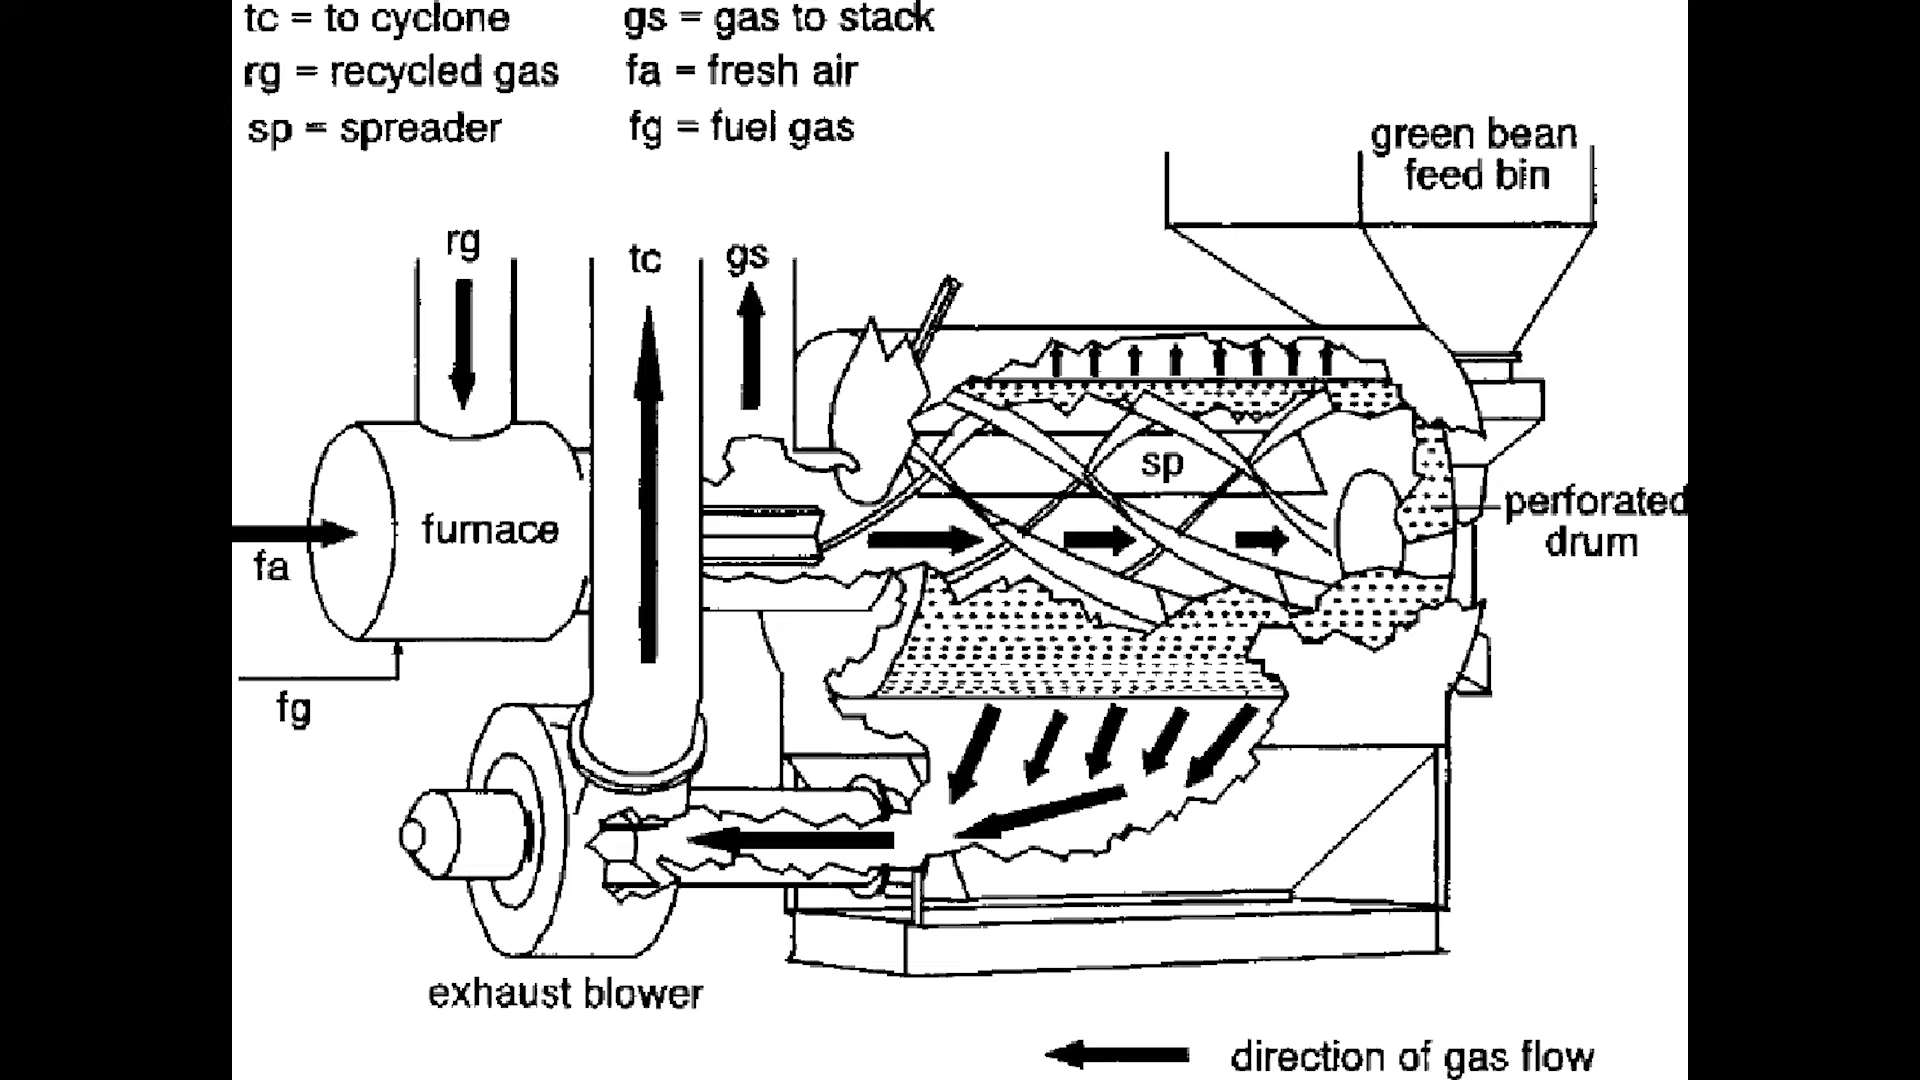 tc = to cyclone
gs = gas to stack
rg = recycled gas
fa = fresh air
sp = spreader
fg = fuel gas
green bean
feed bin
rg
tc
gs
sp
perforated
drum
furnace
fa
fg
exhaust blower
direction of gas flow